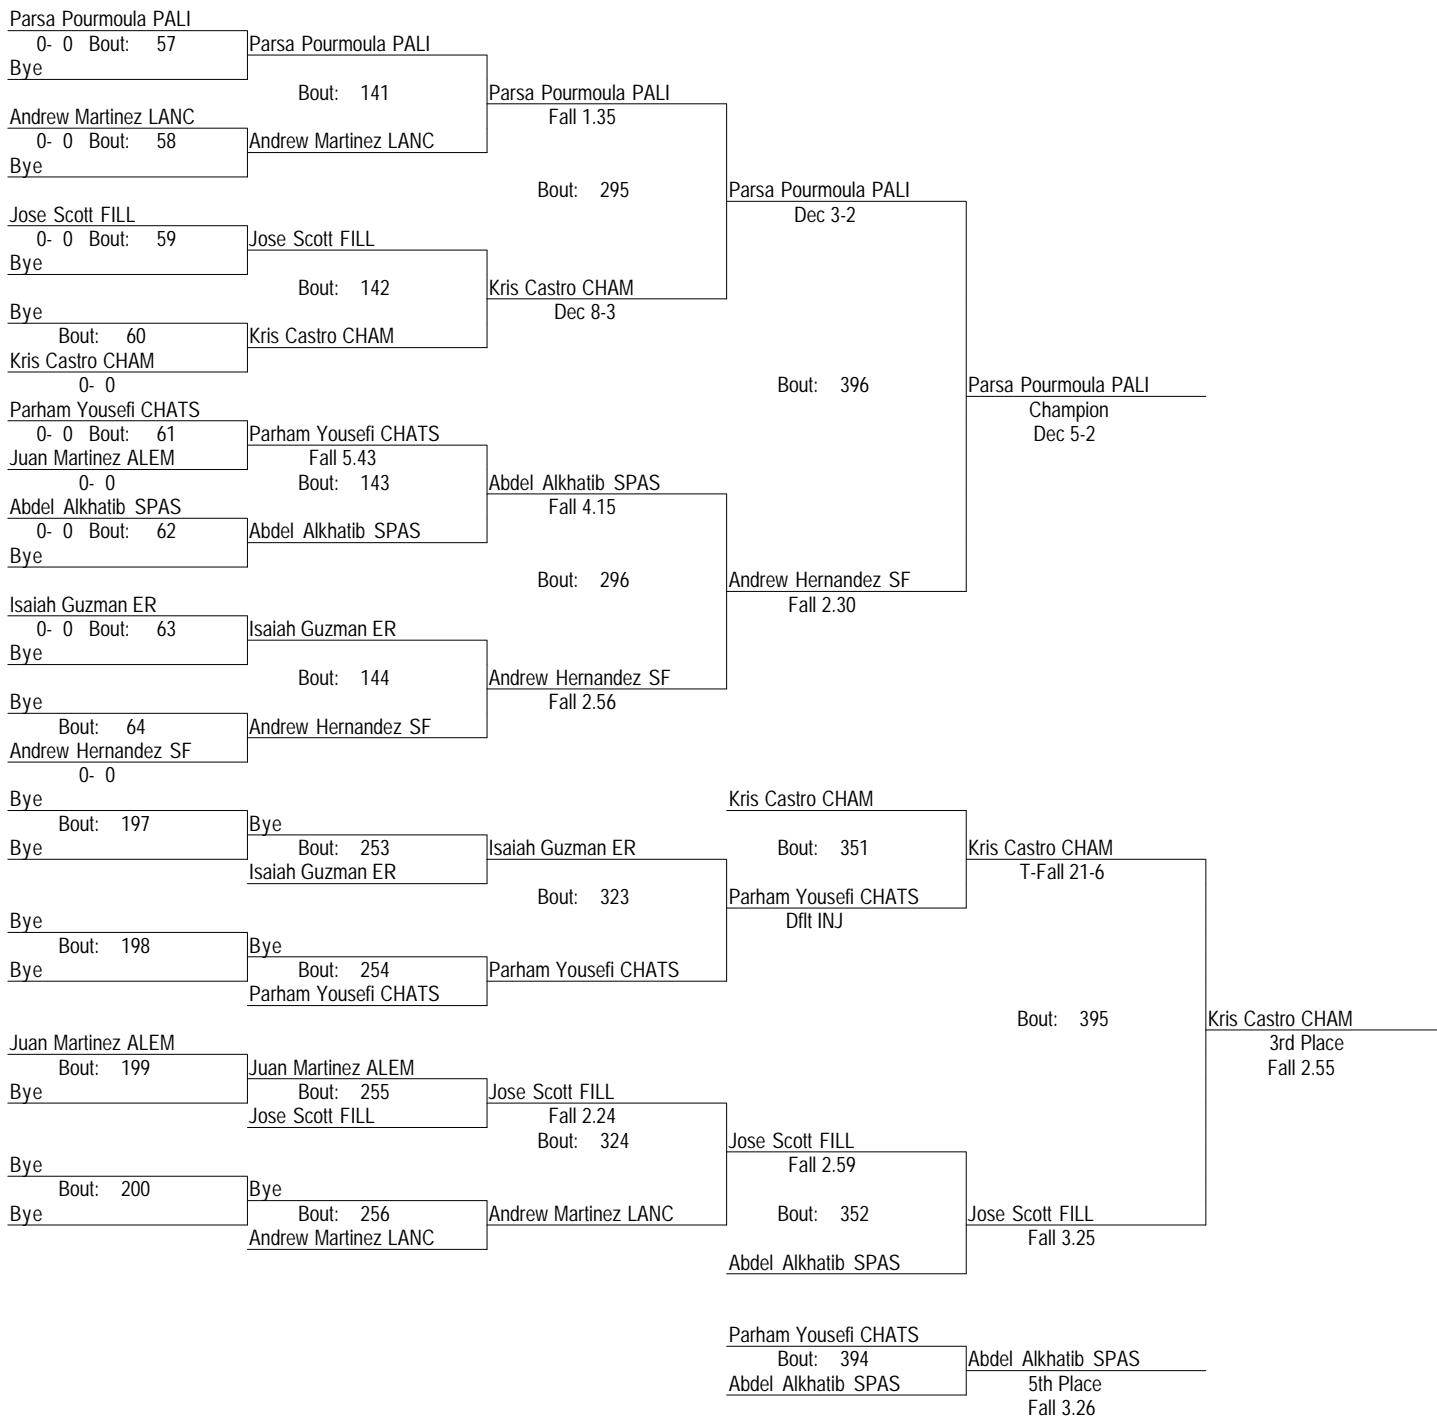 Parsa Pourmoula PALI
0- 0 Bout: 57 Parsa Pourmoula PALI
Bye
Bout: 141 Parsa Pourmoula PALI
Andrew Martinez LANC Fall 1.35
0- 0 Bout: 58 Andrew Martinez LANC
Bye
Bout: 295 Parsa Pourmoula PALI
Jose Scott FILL Dec 3-2
0- 0 Bout: 59 Jose Scott FILL
Bye
Bout: 142 Kris Castro CHAM
Bye Dec 8-3
Bout: 60 Kris Castro CHAM
Kris Castro CHAM
0- 0 Bout: 396 Parsa Pourmoula PALI
Parham Yousefi CHATS Champion
0- 0 Bout: 61 Parham Yousefi CHATS Dec 5-2
Juan Martinez ALEM Fall 5.43
0- 0 Bout: 143 Abdel Alkhatib SPAS
Abdel Alkhatib SPAS Fall 4.15
0- 0 Bout: 62 Abdel Alkhatib SPAS
Bye
Bout: 296 Andrew Hernandez SF
Isaiah Guzman ER Fall 2.30
0- 0 Bout: 63 Isaiah Guzman ER
Bye
Bout: 144 Andrew Hernandez SF
Bye Fall 2.56
Bout: 64 Andrew Hernandez SF
Andrew Hernandez SF
0- 0
Bye Kris Castro CHAM
Bout: 197 Bye
Bye Bout: 253 Isaiah Guzman ER Bout: 351 Kris Castro CHAM
Isaiah Guzman ER T-Fall 21-6
Bout: 323 Parham Yousefi CHATS
Bye Dflt INJ
Bout: 198 Bye
Bye Bout: 254 Parham Yousefi CHATS
Parham Yousefi CHATS
Bout: 395 Kris Castro CHAM
Juan Martinez ALEM 3rd Place
Bout: 199 Juan Martinez ALEM Fall 2.55
Bye Bout: 255 Jose Scott FILL
Jose Scott FILL Fall 2.24
Bout: 324 Jose Scott FILL
Bye Fall 2.59
Bout: 200 Bye
Bye Bout: 256 Andrew Martinez LANC Bout: 352 Jose Scott FILL
Andrew Martinez LANC Fall 3.25
Abdel Alkhatib SPAS
Parham Yousefi CHATS
Bout: 394 Abdel Alkhatib SPAS
Abdel Alkhatib SPAS 5th Place
Fall 3.26